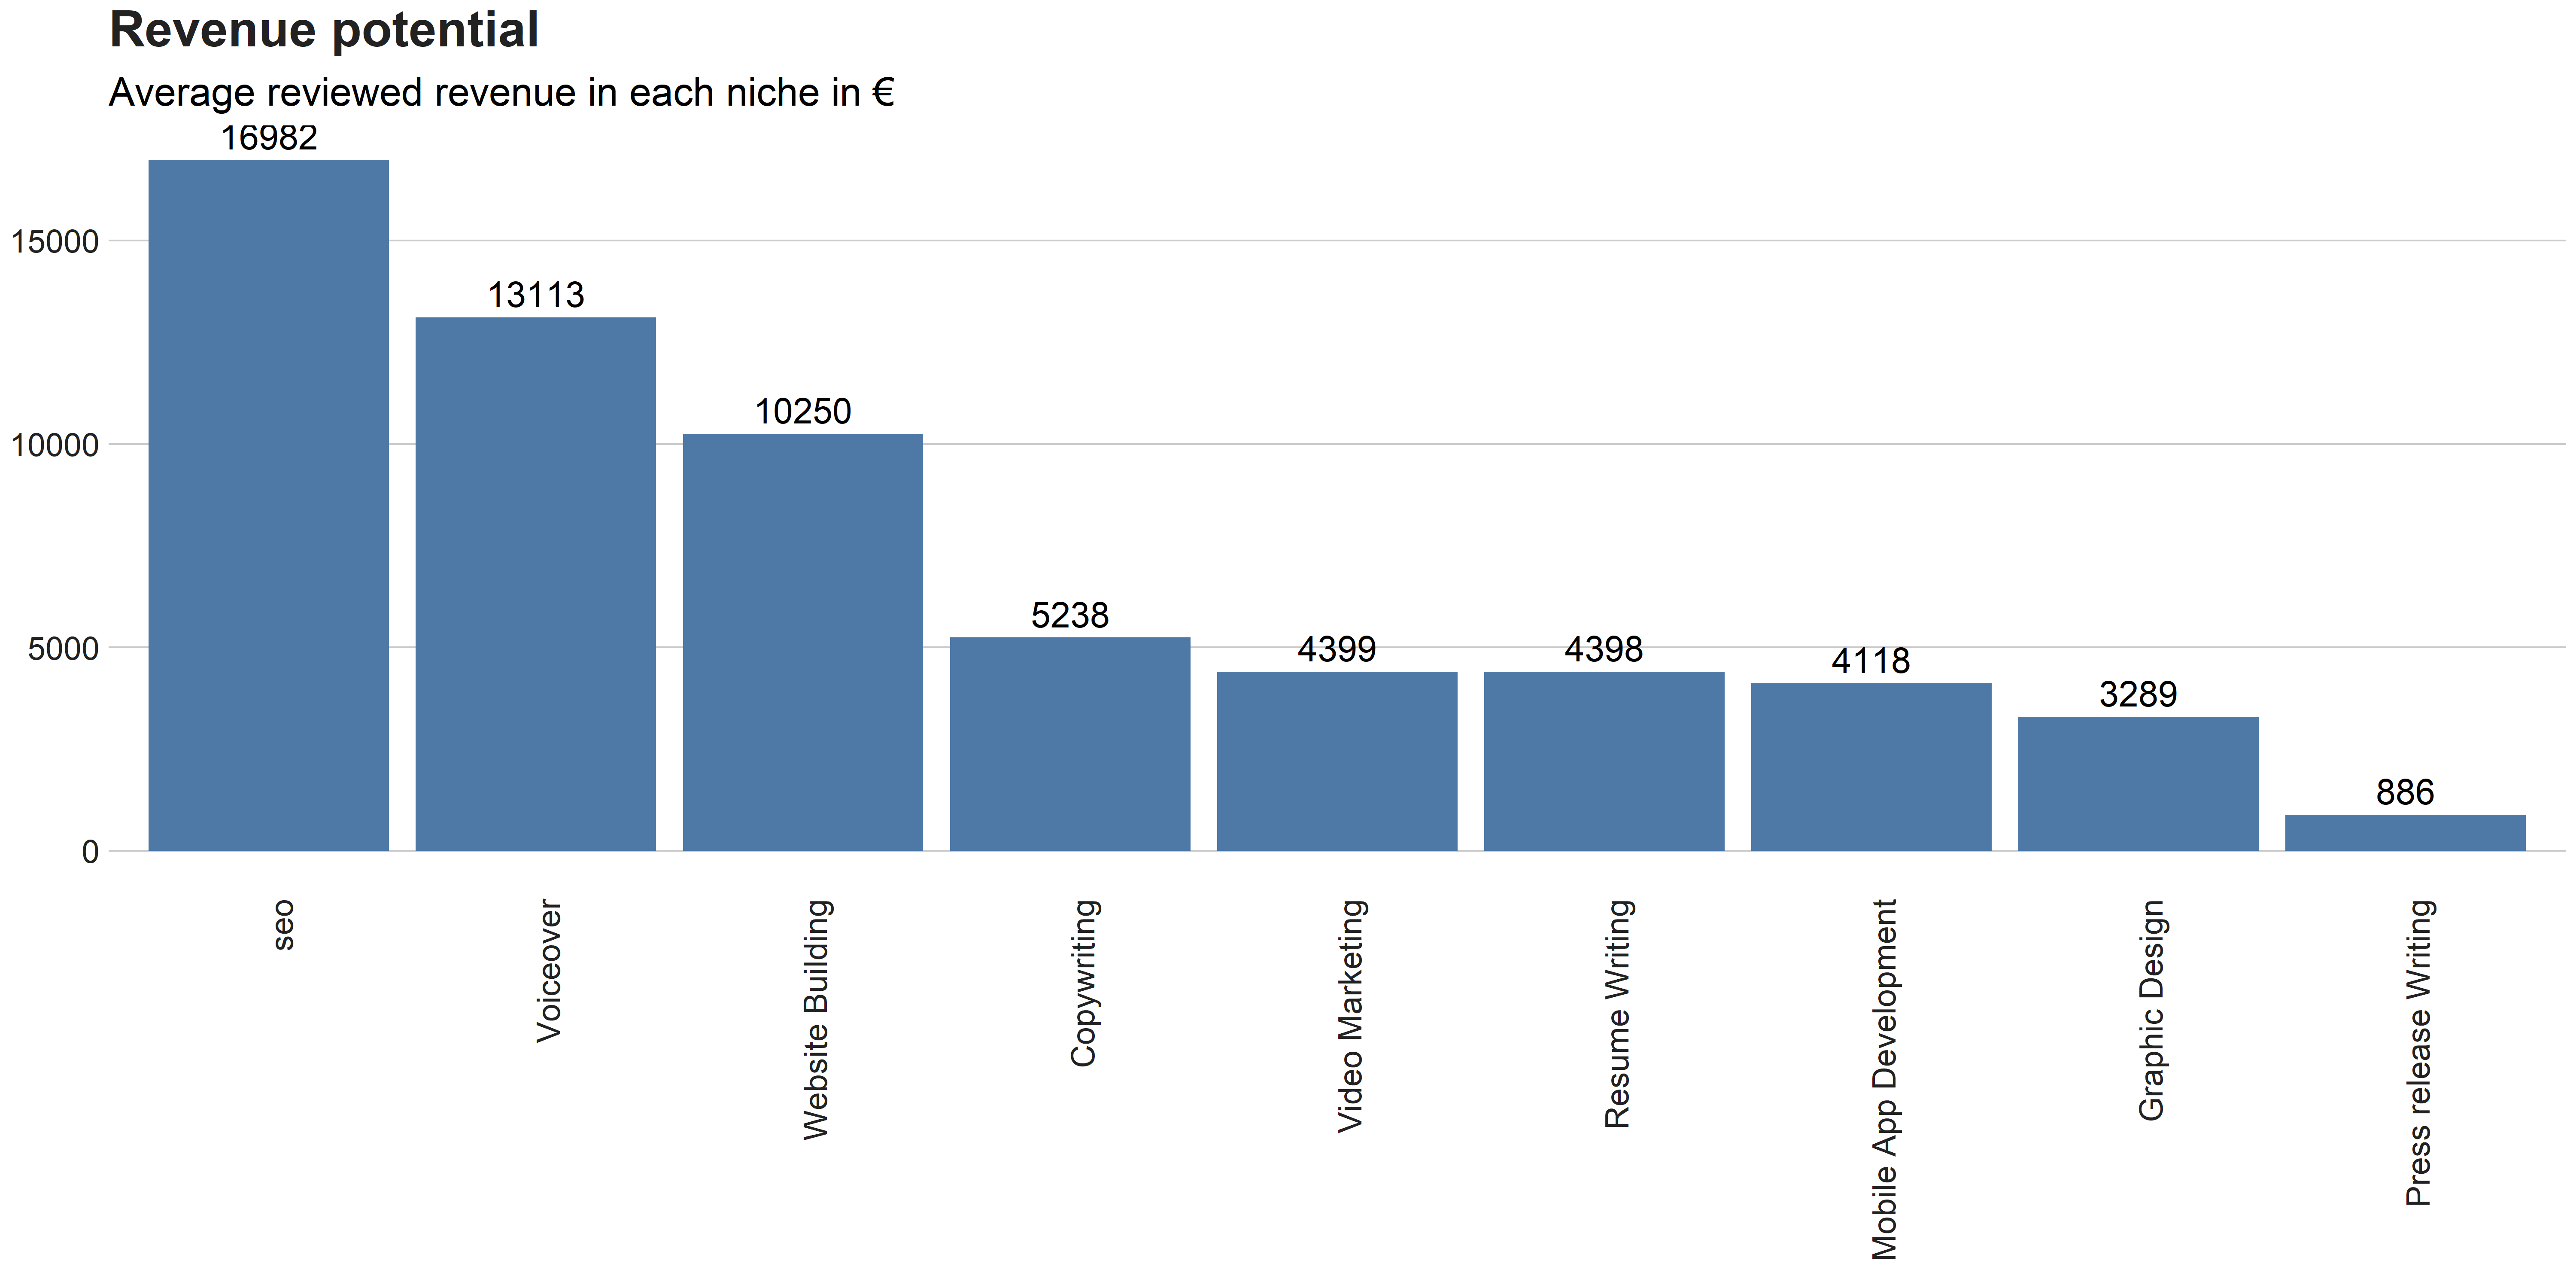 Revenue potential
Average reviewed revenue in each niche in €
16982
13113
10250
5238
4399
4398
4118
3289
886
15000
10000
5000
0
seo
Voiceover
Website Building
Copywriting
Video Marketing
Resume Writing
Mobile App Development
Graphic Design
Press release Writing